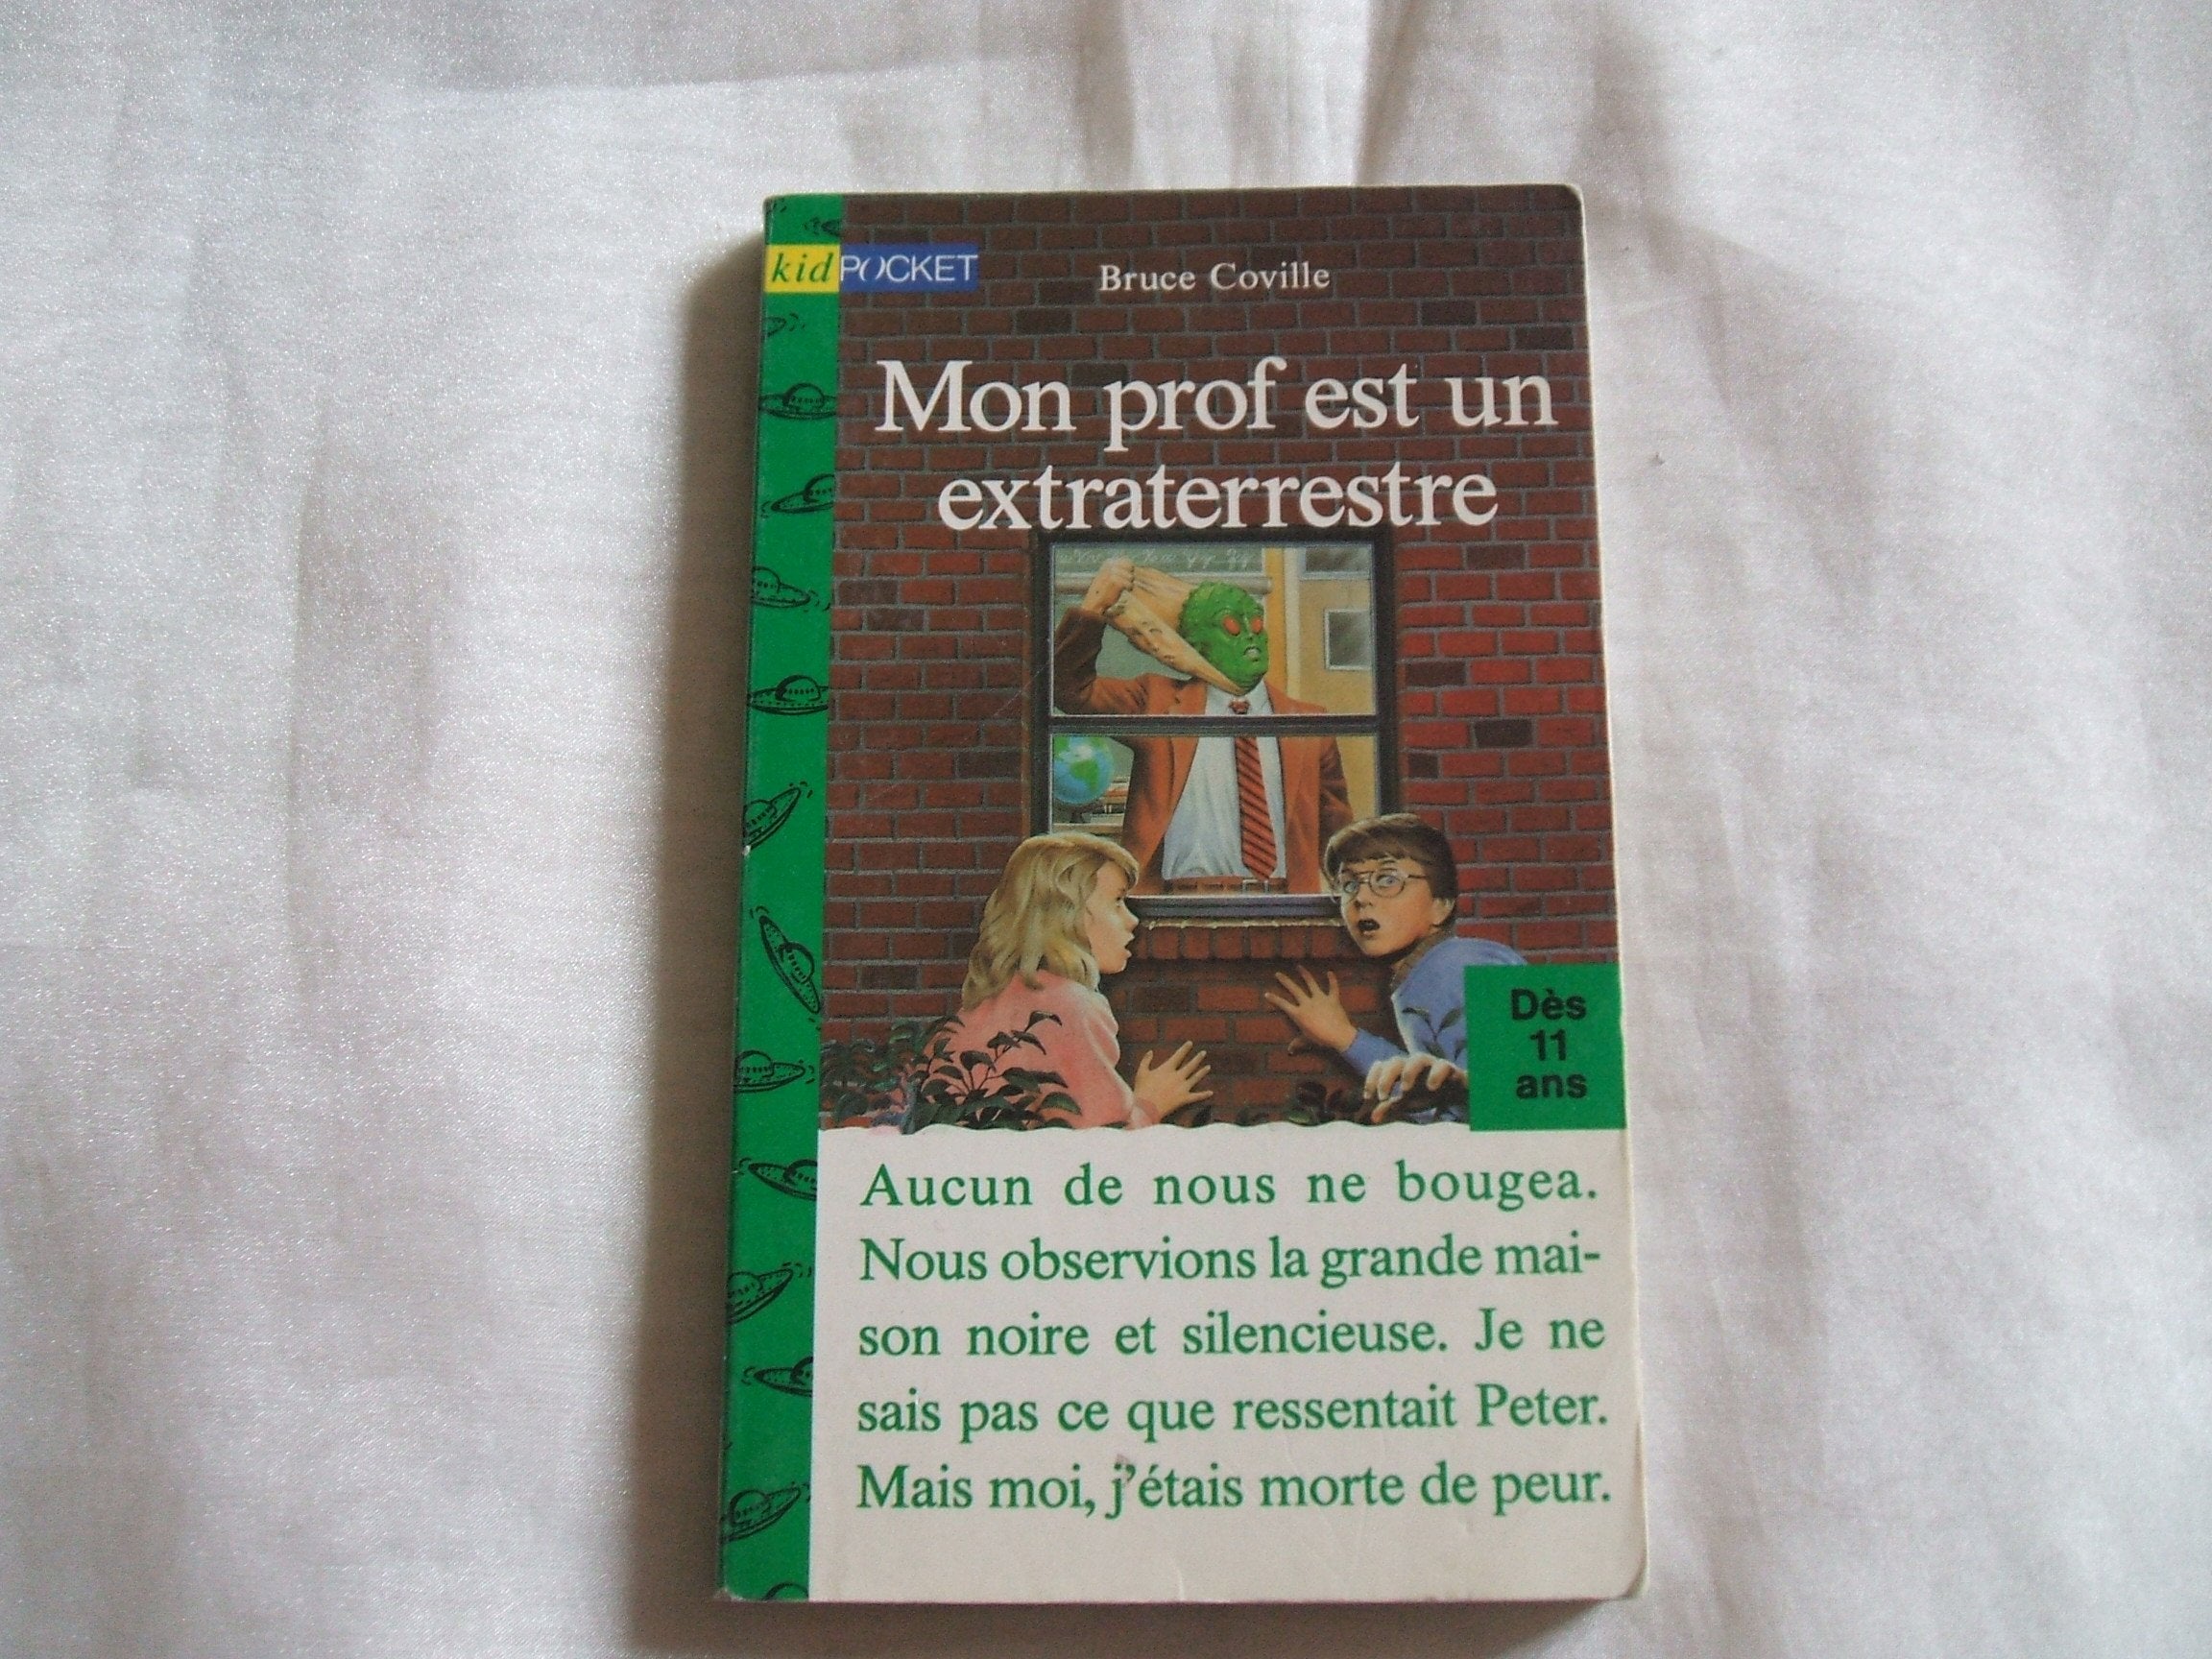 kid POCKET
Bruce Coville
Mon prof est un
extraterrestre
Dès
11
ans
Aucun de nous ne bougea.
Nous observions la grande mai-
son noire et silencieuse. Je ne
sais pas ce que ressentait Peter.
Mais moi, j'étais morte de peur.